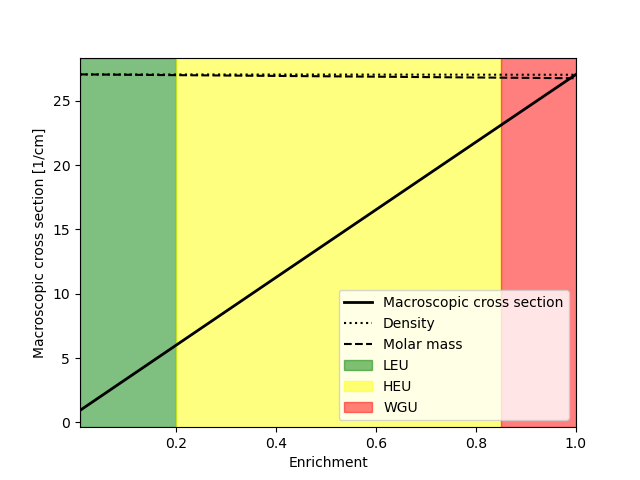 Macroscopic cross section [1/cm]
25
20
15
10
5
0
Macroscopic cross section
Density
Molar mass
LEU
HEU
WGU
0.2 0.4 0.6 0.8 1.0
Enrichment